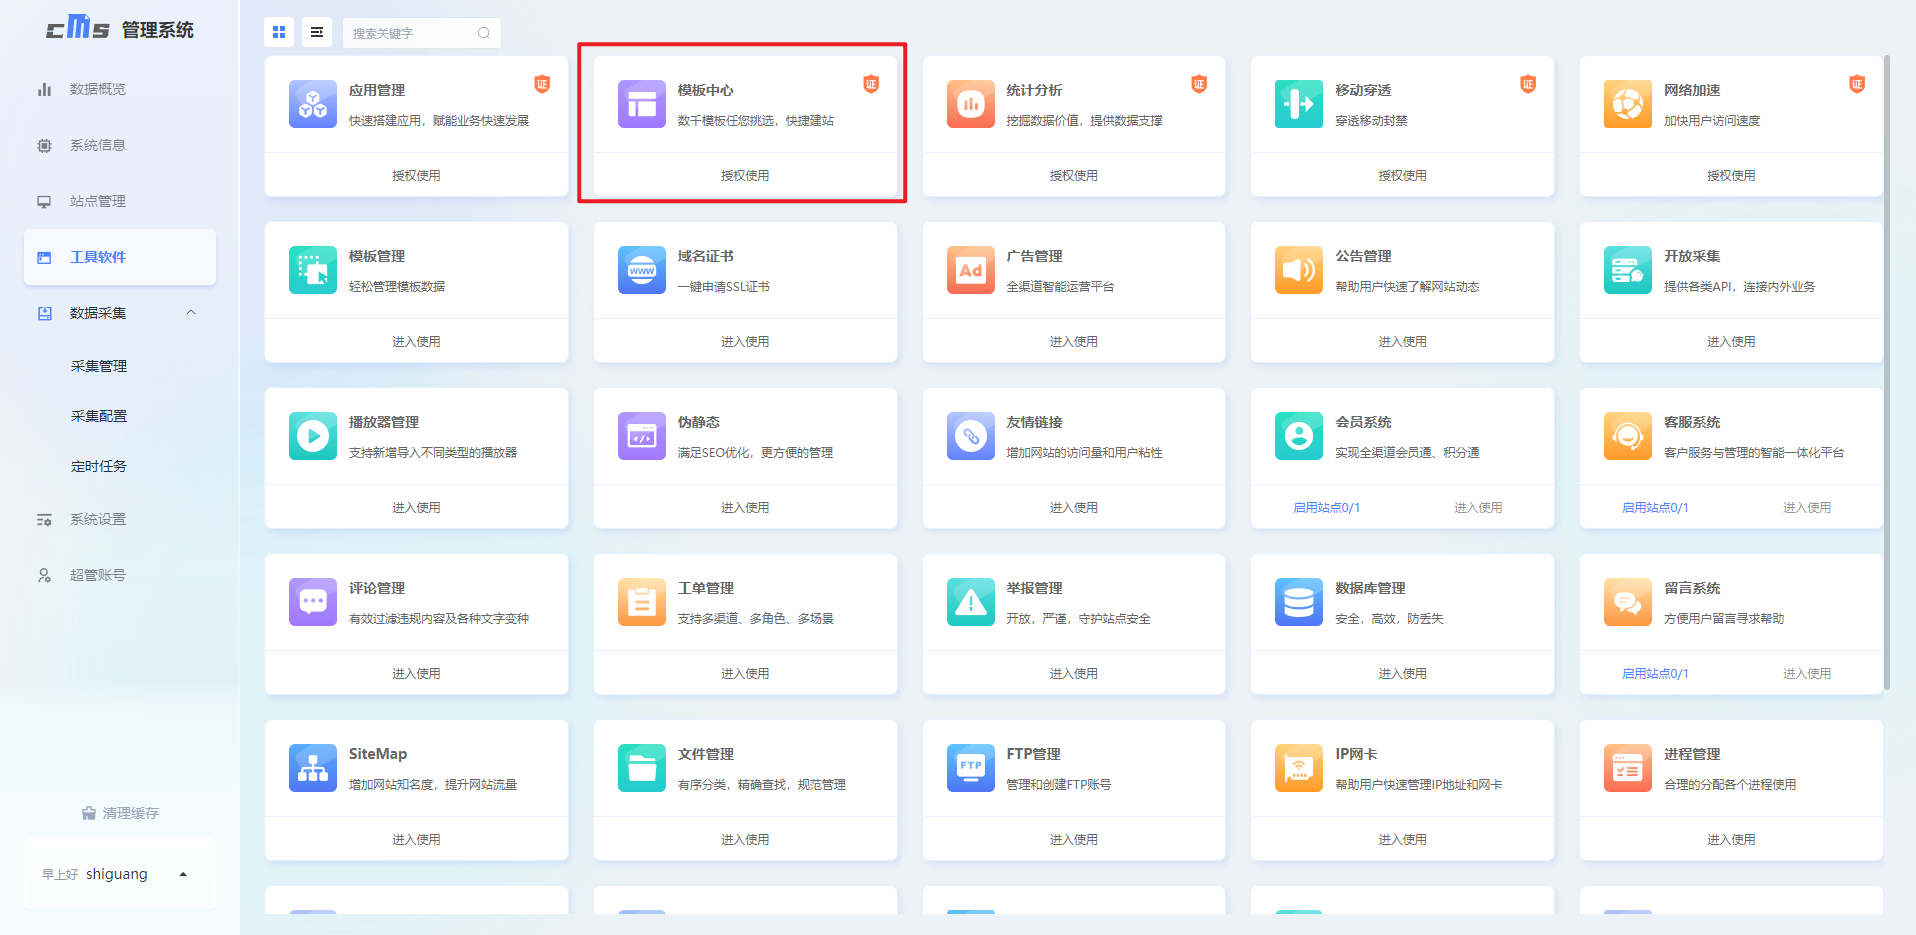 cms 管理系统
数据概览
系统信息
站点管理
工具软件
数据采集
采集管理
采集配置
定时任务
系统设置
超管账号
清理缓存
早上好 shiguang
搜索关键字
应用管理
证
快速搭建应用，赋能业务快速发展
授权使用
模板中心
证
数千模板任您挑选，快捷建站
授权使用
统计分析
证
挖掘数据价值，提供数据支撑
授权使用
移动穿透
证
穿透移动封禁
授权使用
网络加速
证
加快用户访问速度
授权使用
模板管理
轻松管理模板数据
进入使用
www
域名证书
一键申请SSL证书
进入使用
Ad
广告管理
全渠道智能运营平台
进入使用
公告管理
帮助用户快速了解网站动态
进入使用
开放采集
提供各类API，连接内外业务
进入使用
播放器管理
支持新增导入不同类型的播放器
进入使用
伪静态
满足SEO优化，更方便的管理
进入使用
友情链接
增加网站的访问量和用户粘性
进入使用
会员系统
实现全渠道会员通、积分通
启用站点0/1 进入使用
客服系统
客户服务与管理的智能一体化平台
启用站点0/1 进入使用
评论管理
有效过滤违规内容及各种文字变种
进入使用
工单管理
支持多渠道、多角色、多场景
进入使用
举报管理
开放，严谨，守护站点安全
进入使用
数据库管理
安全，高效，防丢失
进入使用
留言系统
方便用户留言寻求帮助
启用站点0/1 进入使用
SiteMap
增加网站知名度，提升网站流量
进入使用
文件管理
有序分类，精确查找，规范管理
进入使用
FTP
FTP管理
管理和创建FTP账号
进入使用
IP网卡
帮助用户快速管理IP地址和网卡
进入使用
进程管理
合理的分配各个进程使用
进入使用